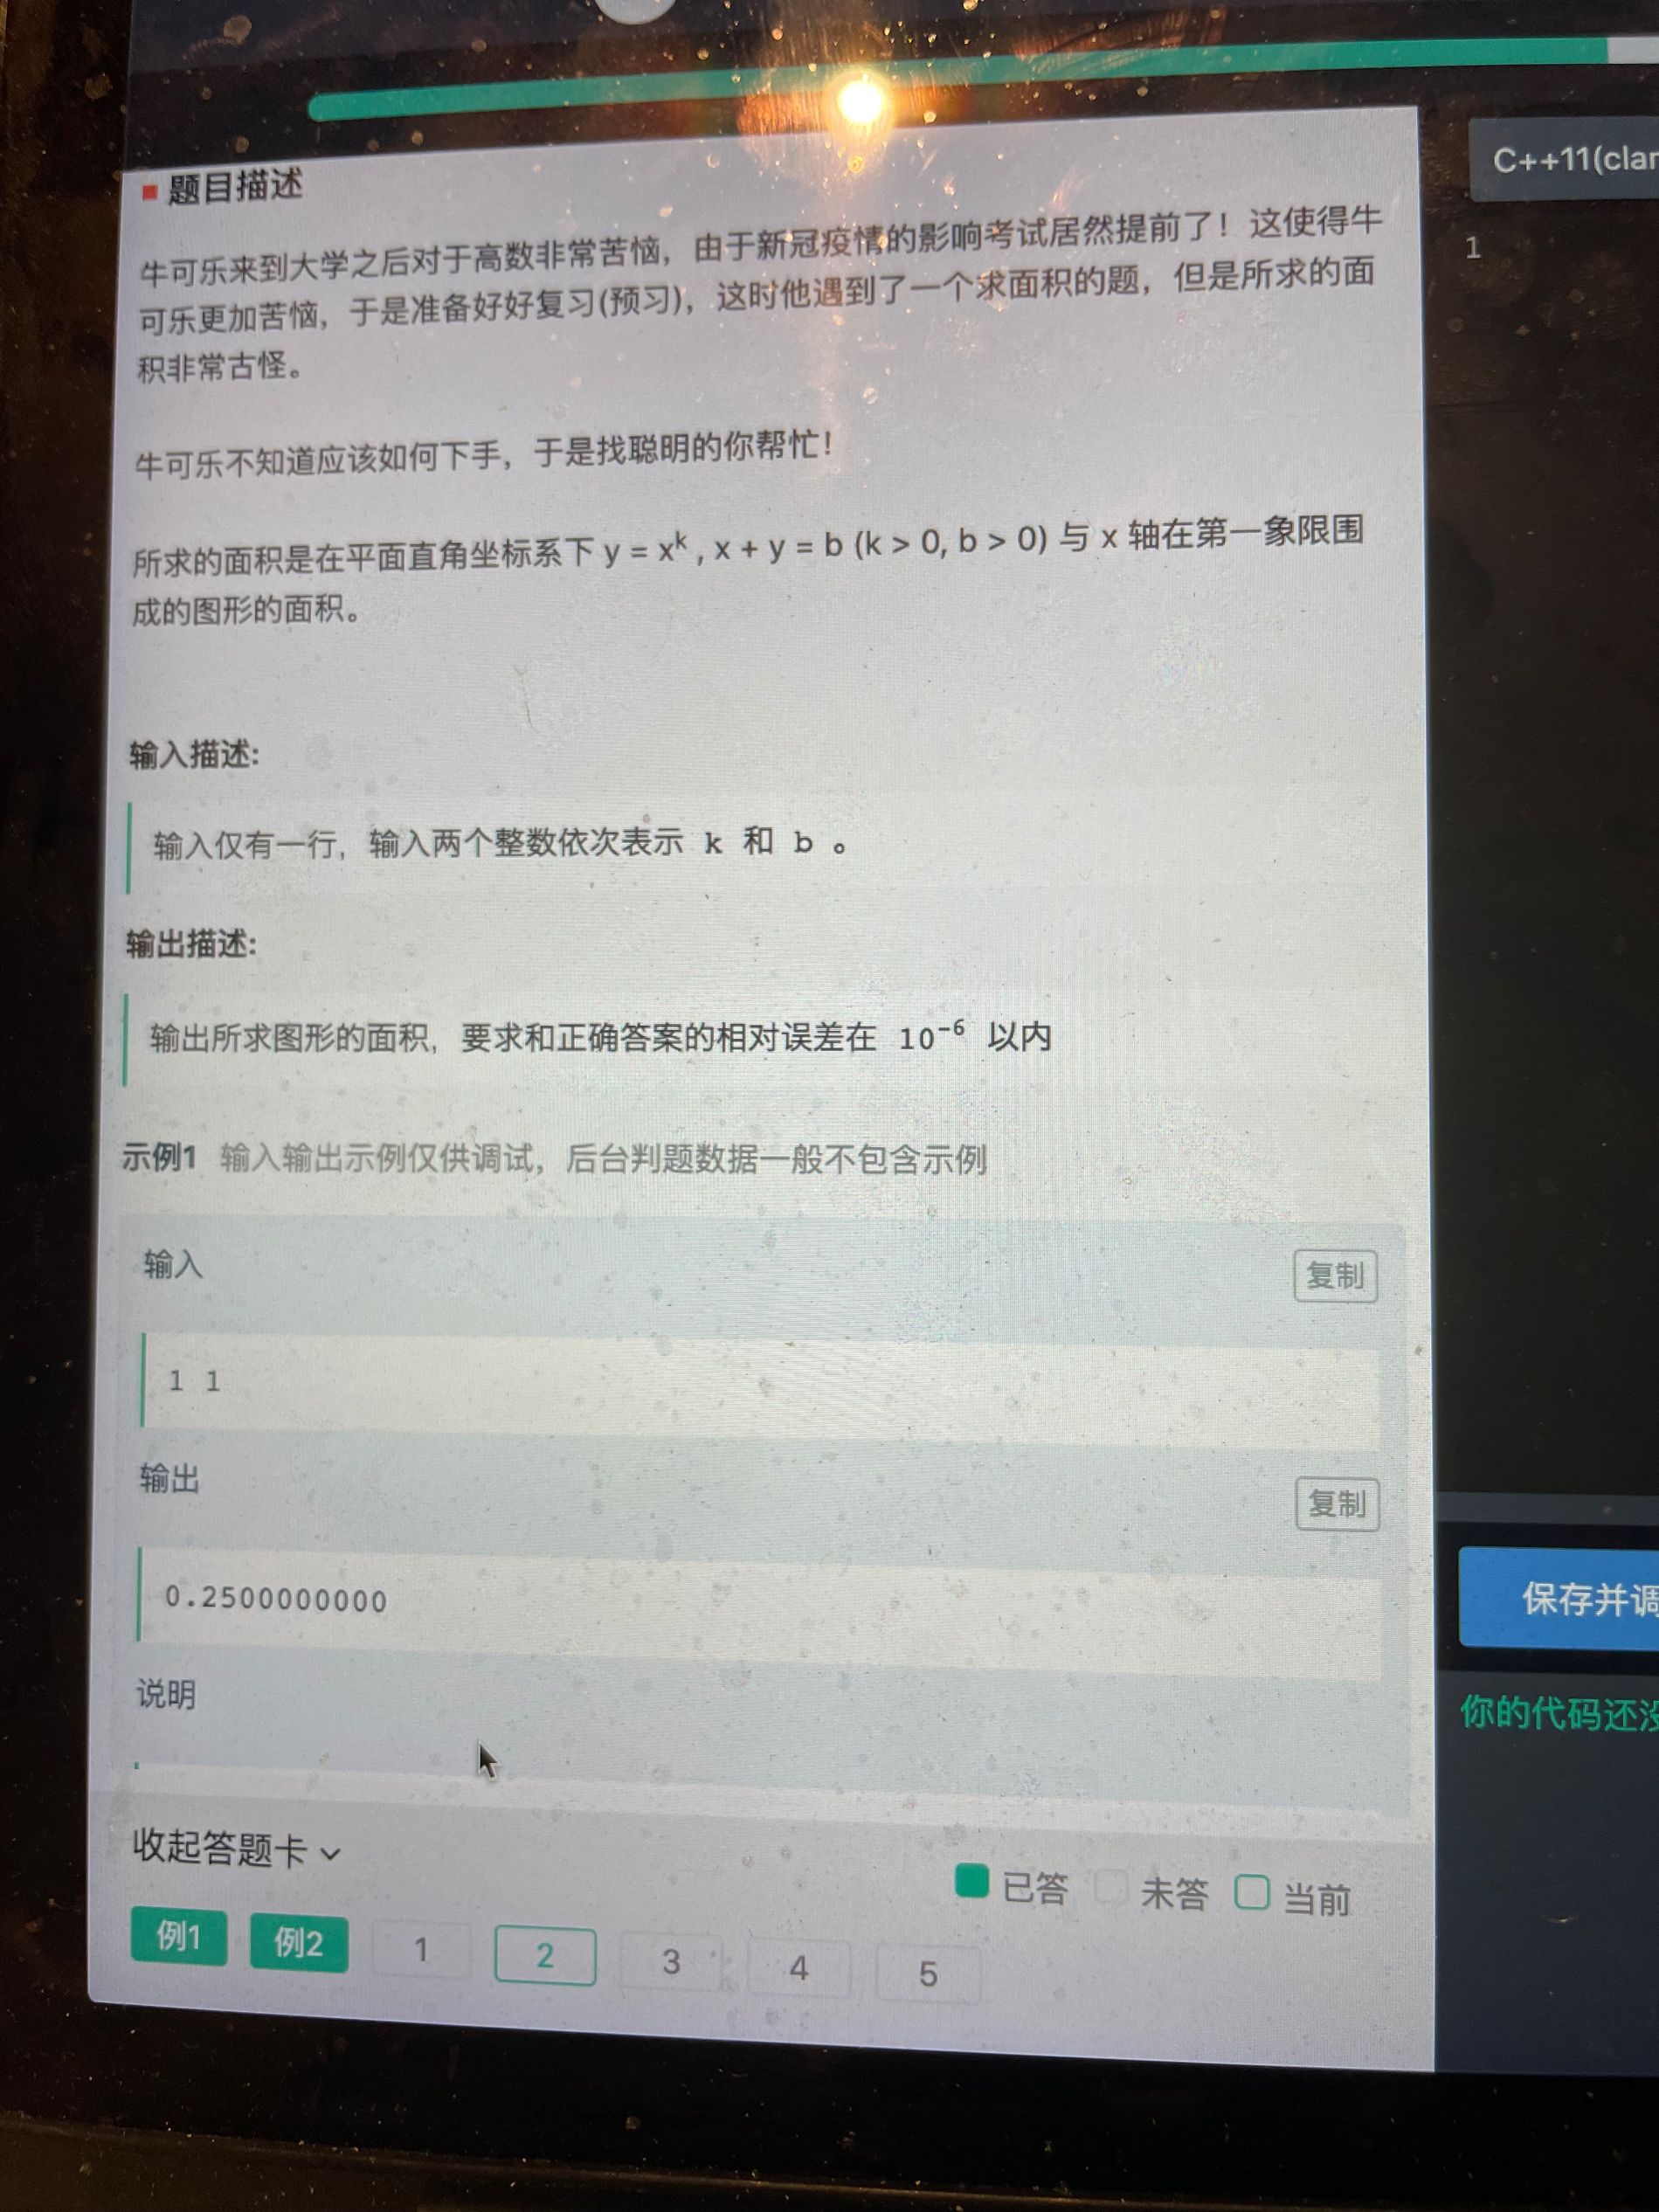 C++11(clan
1
题目描述
牛可乐来到大学之后对于高数非常苦恼，由于新冠疫情的影响考试居然提前了！这使得牛
可乐更加苦恼，于是准备好好复习(预习)，这时他遇到了一个求面积的题，但是所求的面
积非常古怪。
牛可乐不知道应该如何下手，于是找聪明的你帮忙！
所求的面积是在平面直角坐标系下 y = x^k , x + y = b (k > 0, b > 0) 与 x 轴在第一象限围
成的图形的面积。
输入描述:
输入仅有一行，输入两个整数依次表示 k 和 b 。
输出描述:
输出所求图形的面积，要求和正确答案的相对误差在 10^-6 以内
示例1 输入输出示例仅供调试，后台判题数据一般不包含示例
输入
复制
1 1
输出
复制
0.2500000000
说明
收起答题卡
已答 未答 当前
例1 例2 1 2 3 4 5
保存并调
你的代码还没